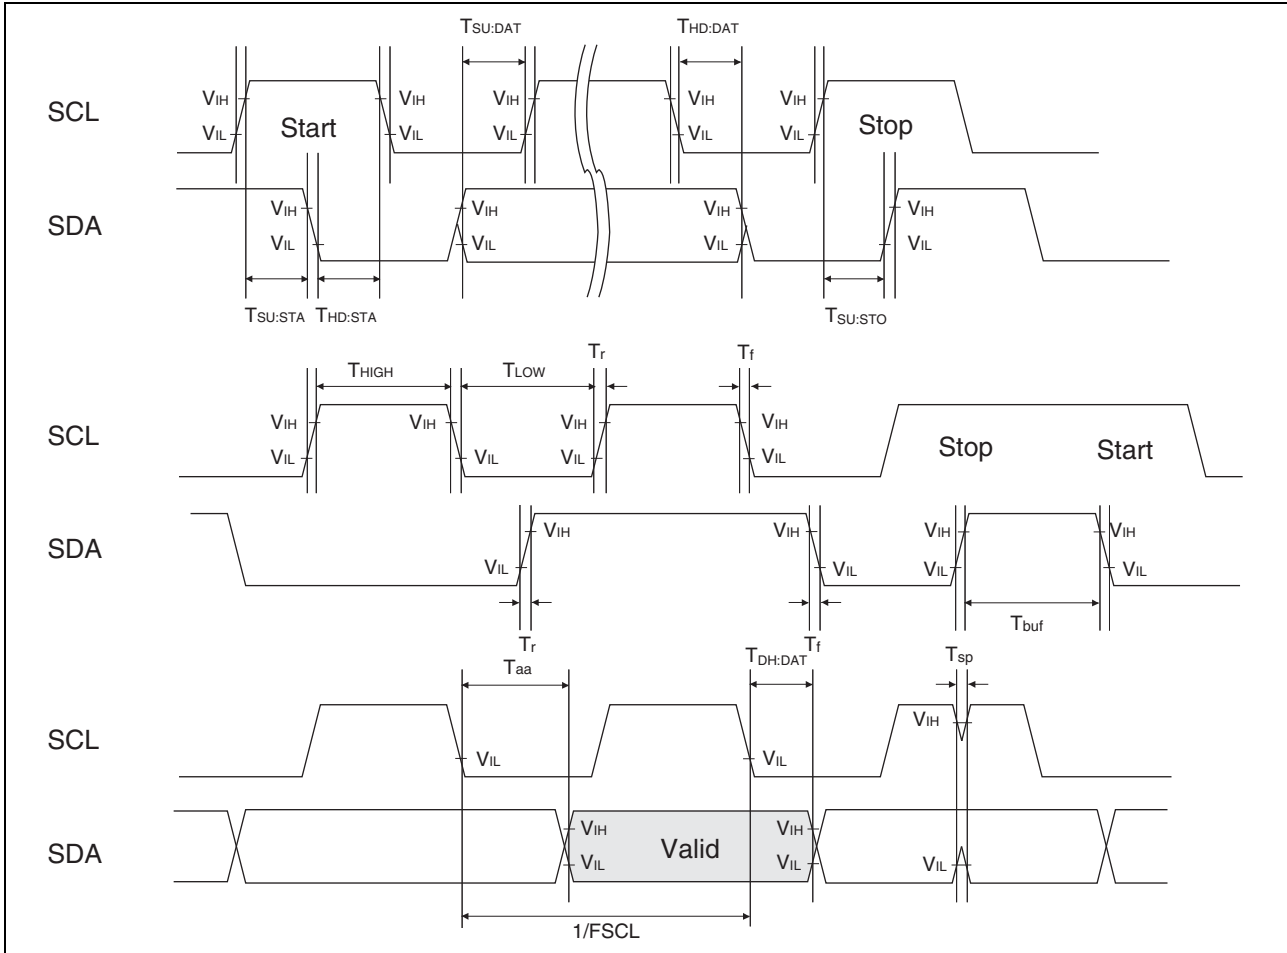 TSU:DAT THD:DAT
SCL VIH VIH VIH VIH VIH
VIL Start VIL VIL VIL VIL Stop
SDA VIH VIH VIH VIH
VIL VIL VIL VIL
TSU:STA THD:STA TSU:STO
THIGH TLOW Tr Tf
SCL VIH VIH VIH VIH
VIL VIL VIL VIL Stop Start
SDA VIH VIH VIH VIH
VIL VIL VIL VIL
Tr Tf Tbuf
Taa TDH:DAT Tsp
SCL VIH
VIL VIL
SDA VIH Valid VIH
VIL VIL VIL
1/FSCL